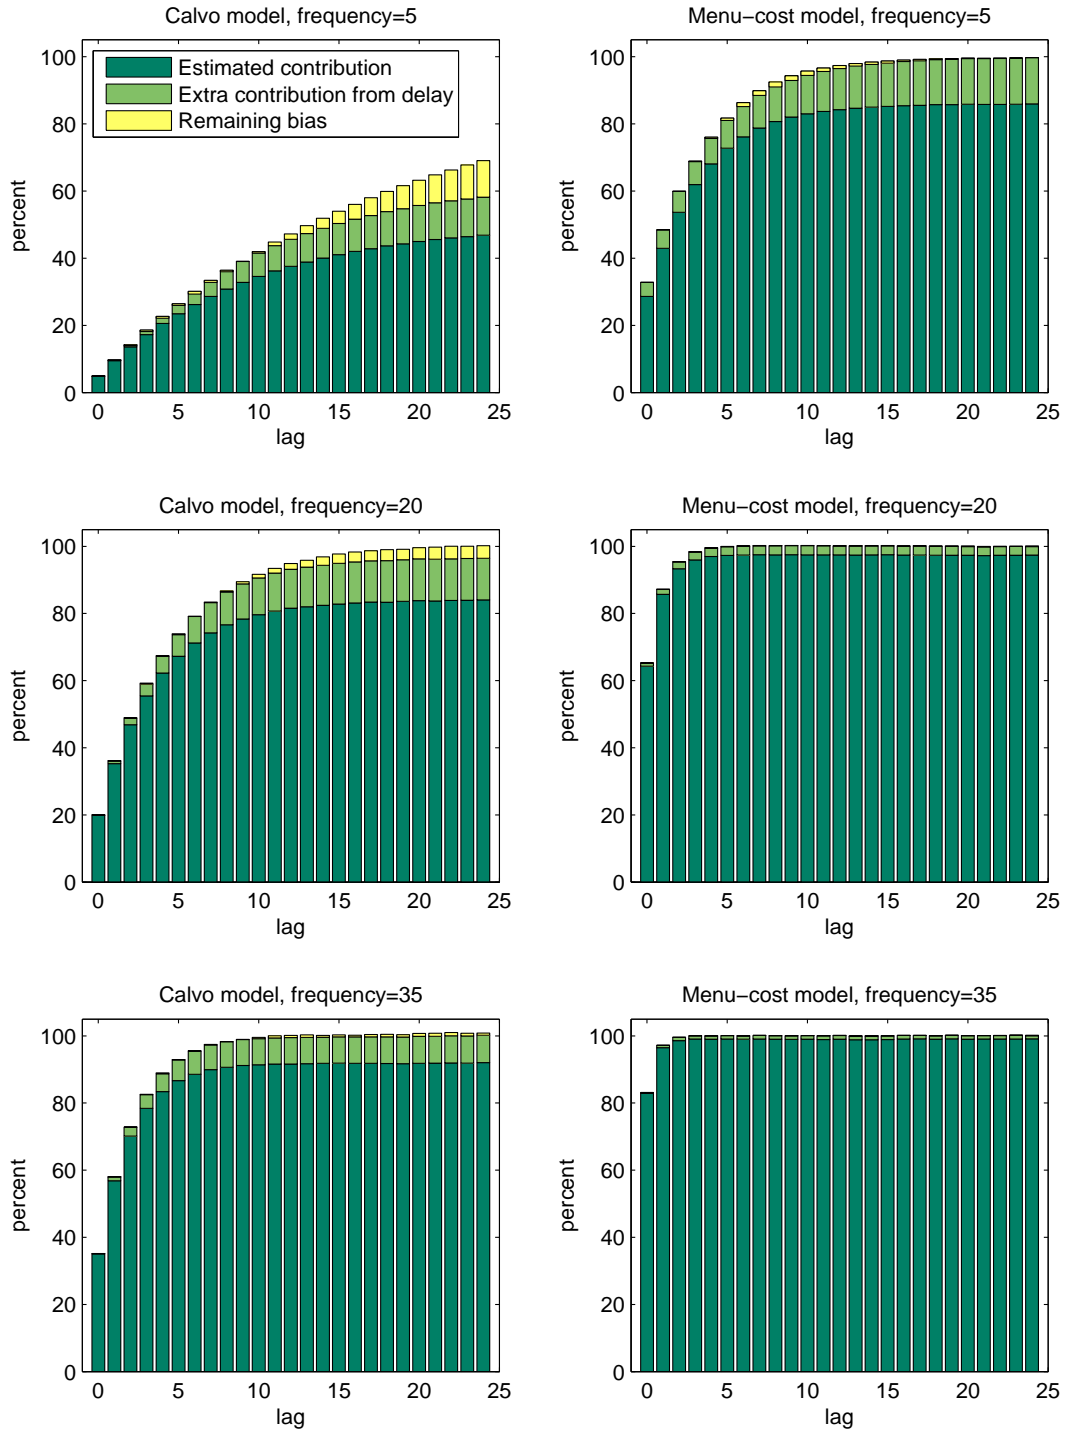 Calvo model, frequency=5
100
80
60
40
20
0
percent
Estimated contribution
Extra contribution from delay
Remaining bias
0 5 10 15 20 25
lag
Menu−cost model, frequency=5
100
80
60
40
20
0
percent
0 5 10 15 20 25
lag
Calvo model, frequency=20
100
80
60
40
20
0
percent
0 5 10 15 20 25
lag
Menu−cost model, frequency=20
100
80
60
40
20
0
percent
0 5 10 15 20 25
lag
Calvo model, frequency=35
100
80
60
40
20
0
percent
0 5 10 15 20 25
lag
Menu−cost model, frequency=35
100
80
60
40
20
0
percent
0 5 10 15 20 25
lag